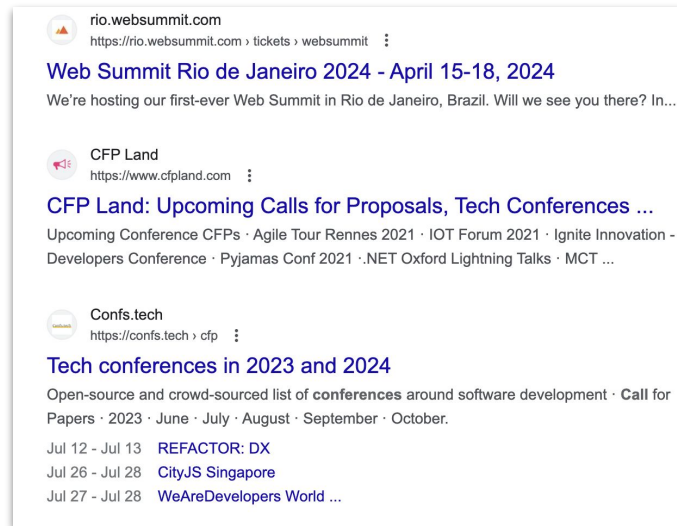 rio.websummit.com
https://rio.websummit.com › tickets › websummit
Web Summit Rio de Janeiro 2024 - April 15-18, 2024
We're hosting our first-ever Web Summit in Rio de Janeiro, Brazil. Will we see you there? In...
CFP Land
https://www.cfpland.com
CFP Land: Upcoming Calls for Proposals, Tech Conferences ...
Upcoming Conference CFPs · Agile Tour Rennes 2021 · IOT Forum 2021 · Ignite Innovation -
Developers Conference · Pyjamas Conf 2021 ·.NET Oxford Lightning Talks · MCT ...
Confs.tech
https://confs.tech › cfp
Tech conferences in 2023 and 2024
Open-source and crowd-sourced list of conferences around software development · Call for
Papers · 2023 · June · July · August · September · October.
Jul 12 - Jul 13 REFACTOR: DX
Jul 26 - Jul 28 CityJS Singapore
Jul 27 - Jul 28 WeAreDevelopers World ...